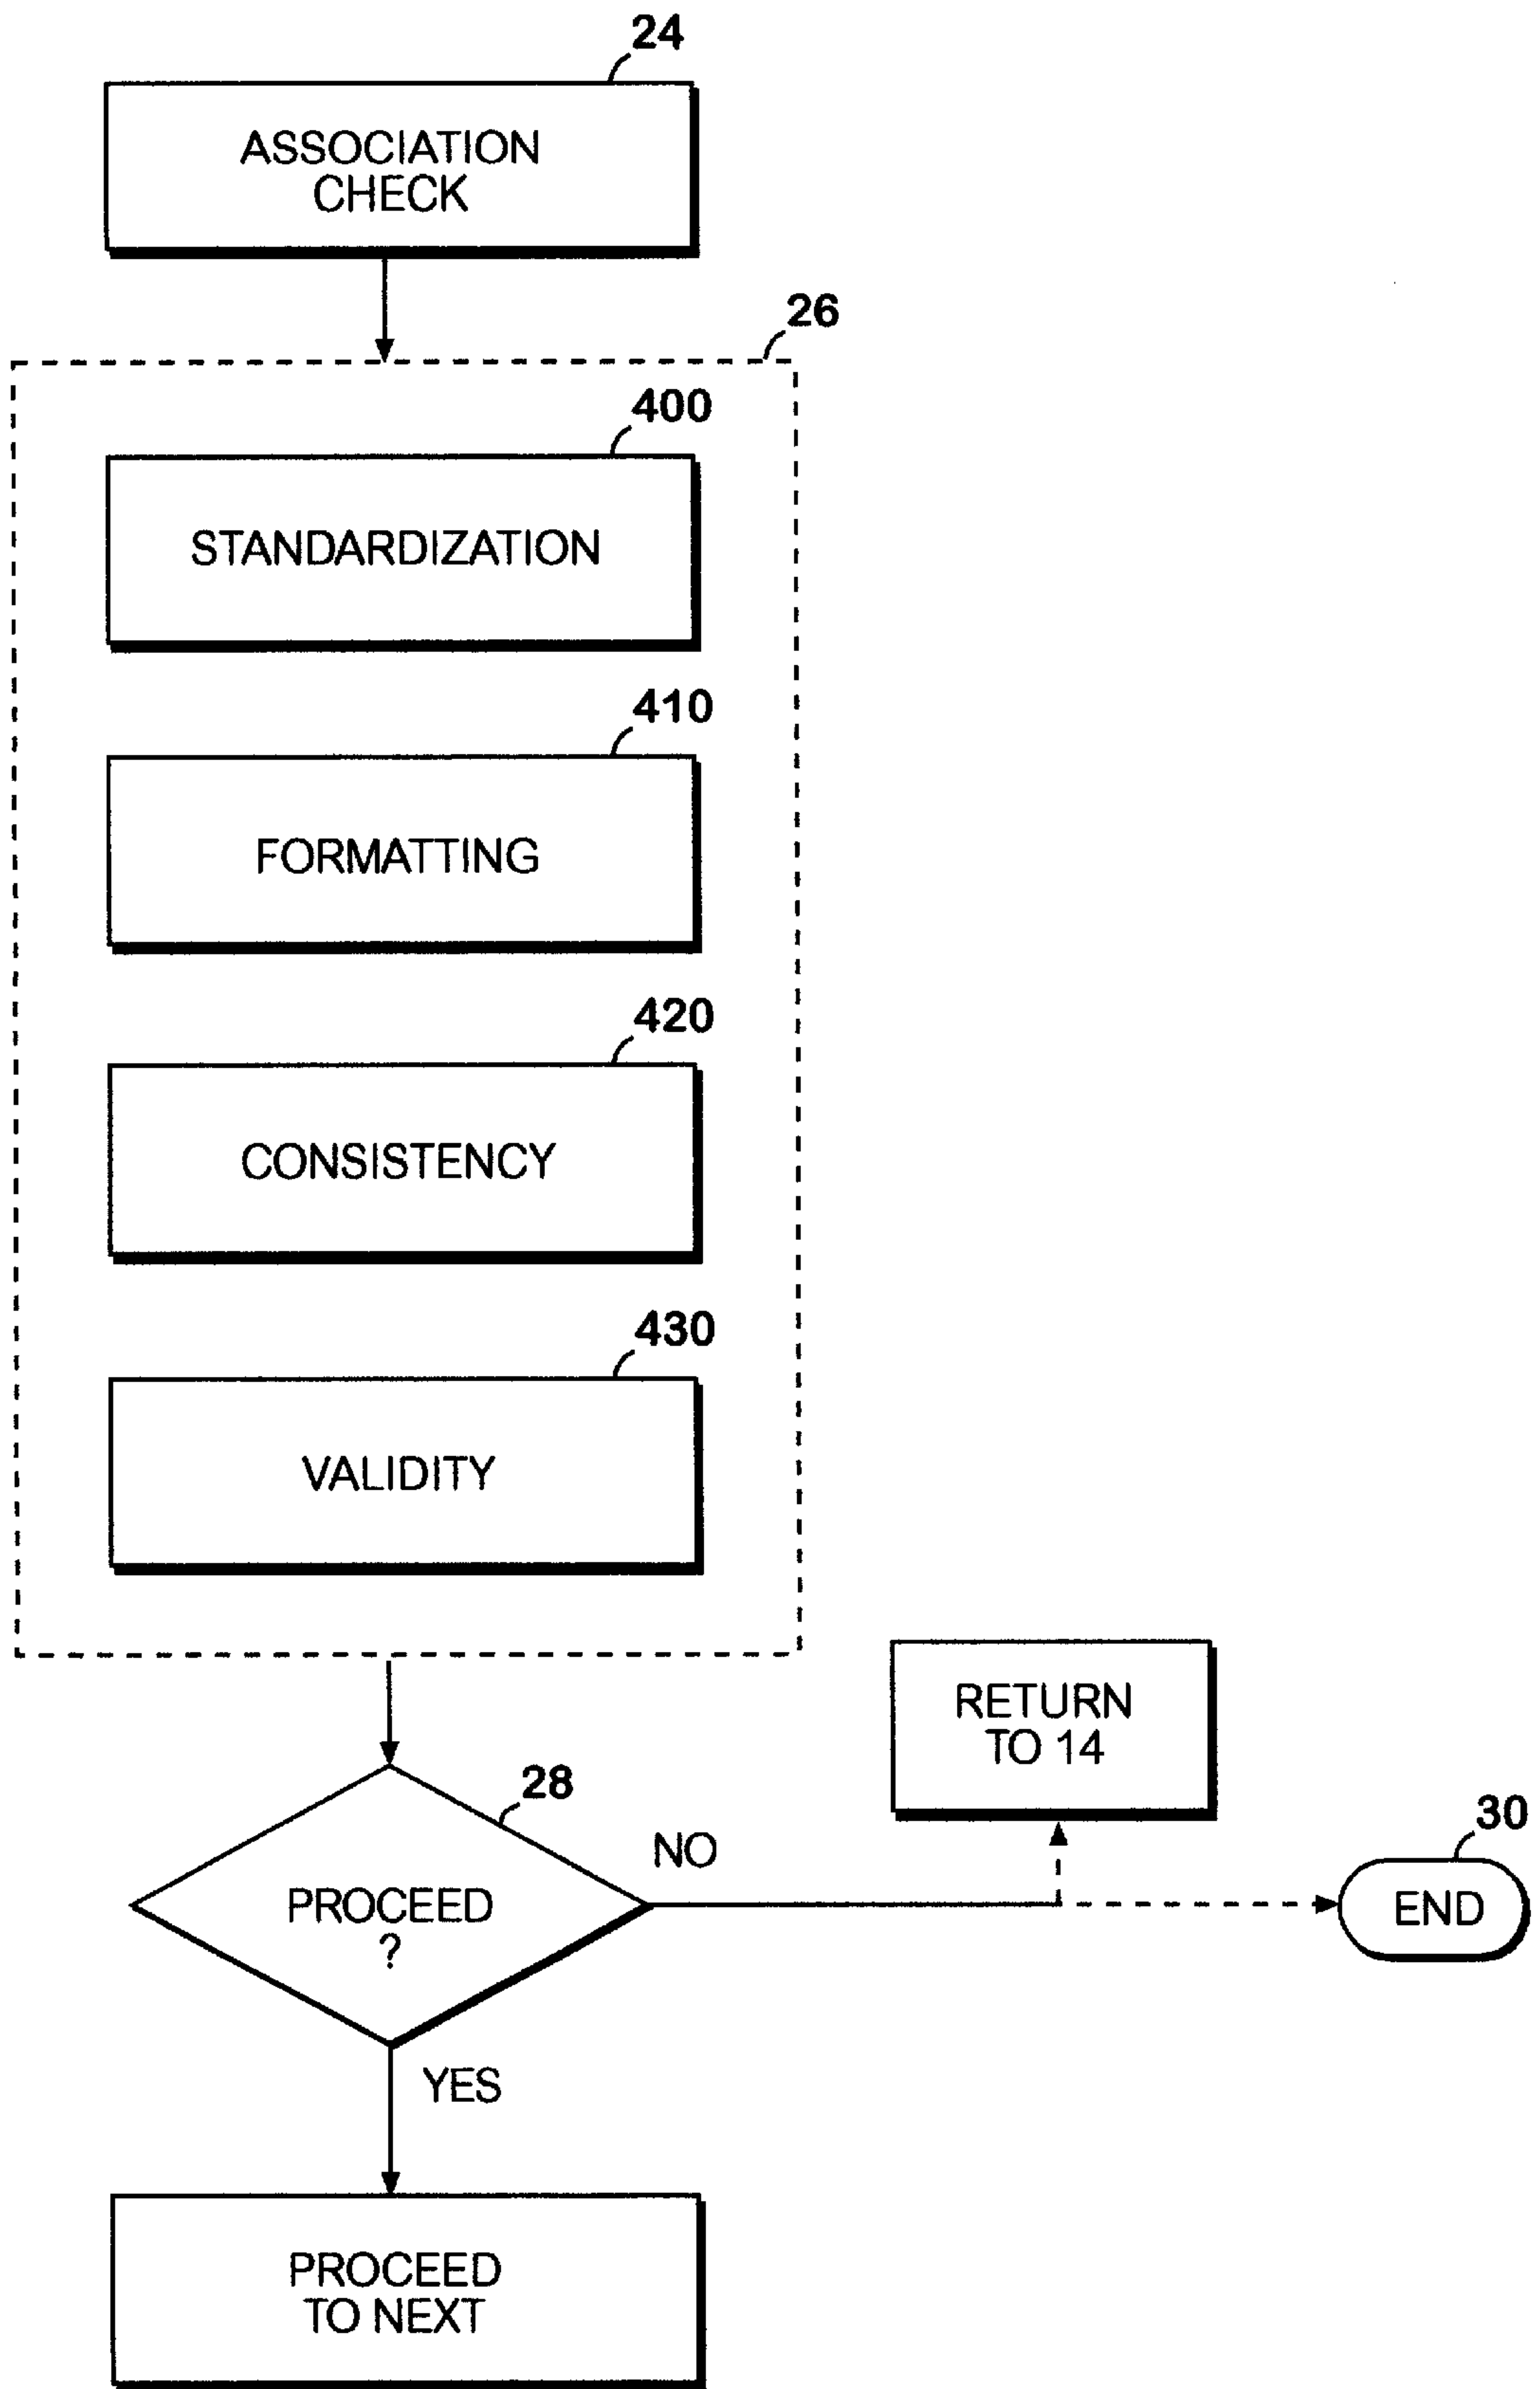 24
ASSOCIATION
CHECK
26
400
STANDARDIZATION
410
FORMATTING
420
CONSISTENCY
430
VALIDITY
RETURN
TO 14
28
NO
30
PROCEED
?
END
YES
PROCEED
TO NEXT